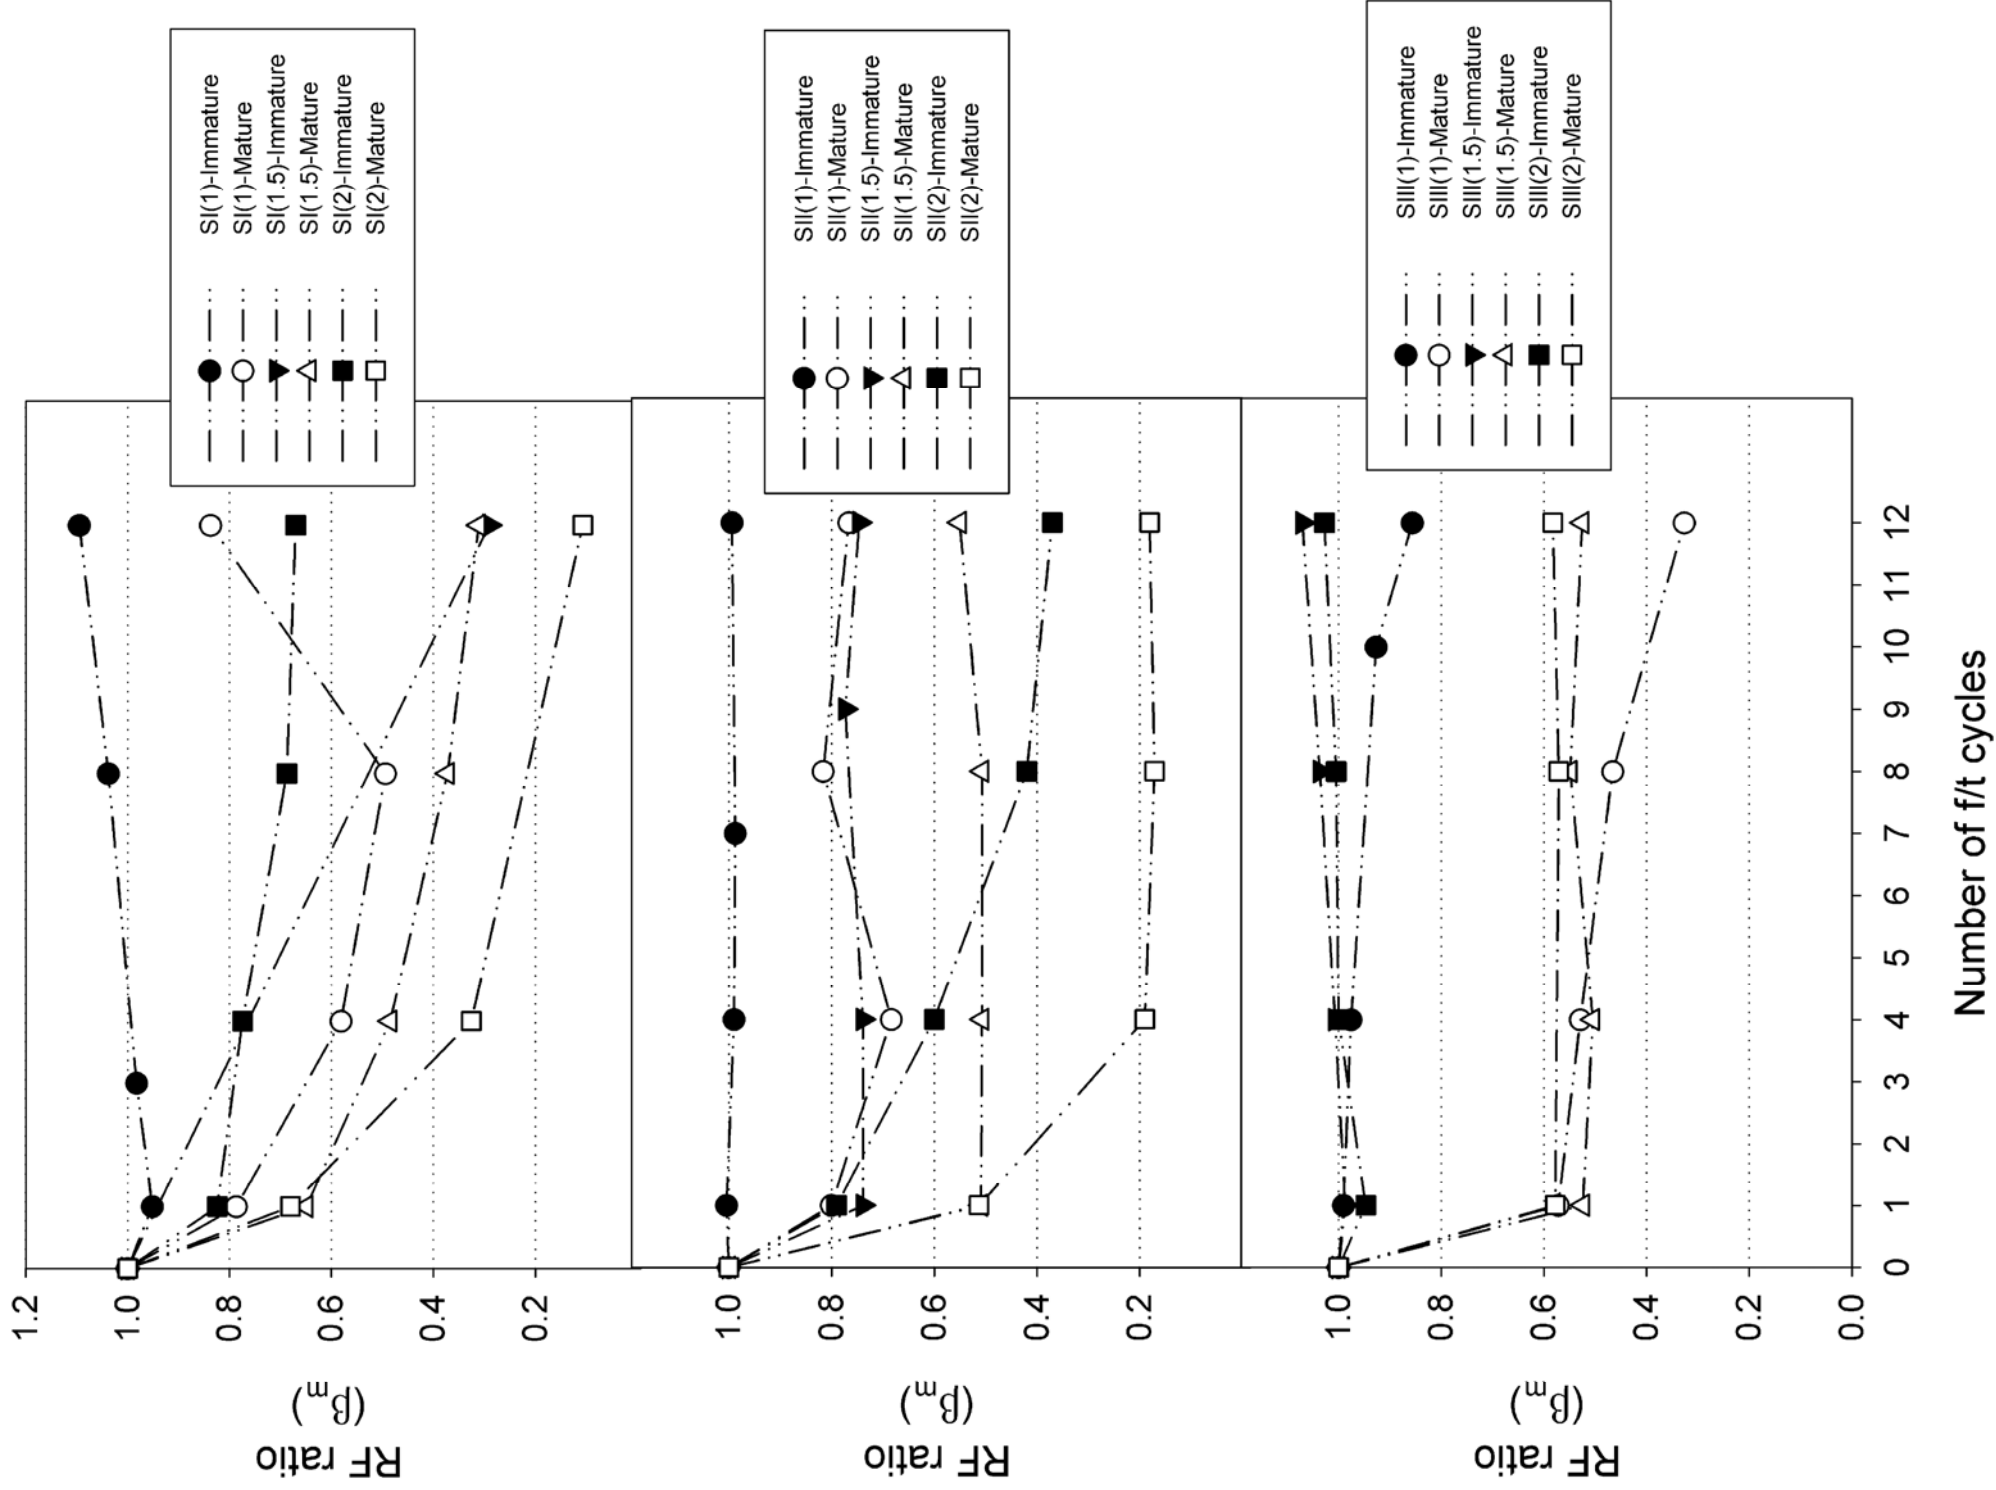 1.2
1.0
0.8
0.6
0.4
0.2
RF ratio
(βm)
SI(1)-Immature
SI(1)-Mature
SI(1.5)-Immature
SI(1.5)-Mature
SI(2)-Immature
SI(2)-Mature
1.0
0.8
0.6
0.4
0.2
RF ratio
(βm)
SII(1)-Immature
SII(1)-Mature
SII(1.5)-Immature
SII(1.5)-Mature
SII(2)-Immature
SII(2)-Mature
1.0
0.8
0.6
0.4
0.2
0.0
RF ratio
(βm)
SIII(1)-Immature
SIII(1)-Mature
SIII(1.5)-Immature
SIII(1.5)-Mature
SIII(2)-Immature
SIII(2)-Mature
0 1 2 3 4 5 6 7 8 9 10 11 12
Number of f/t cycles